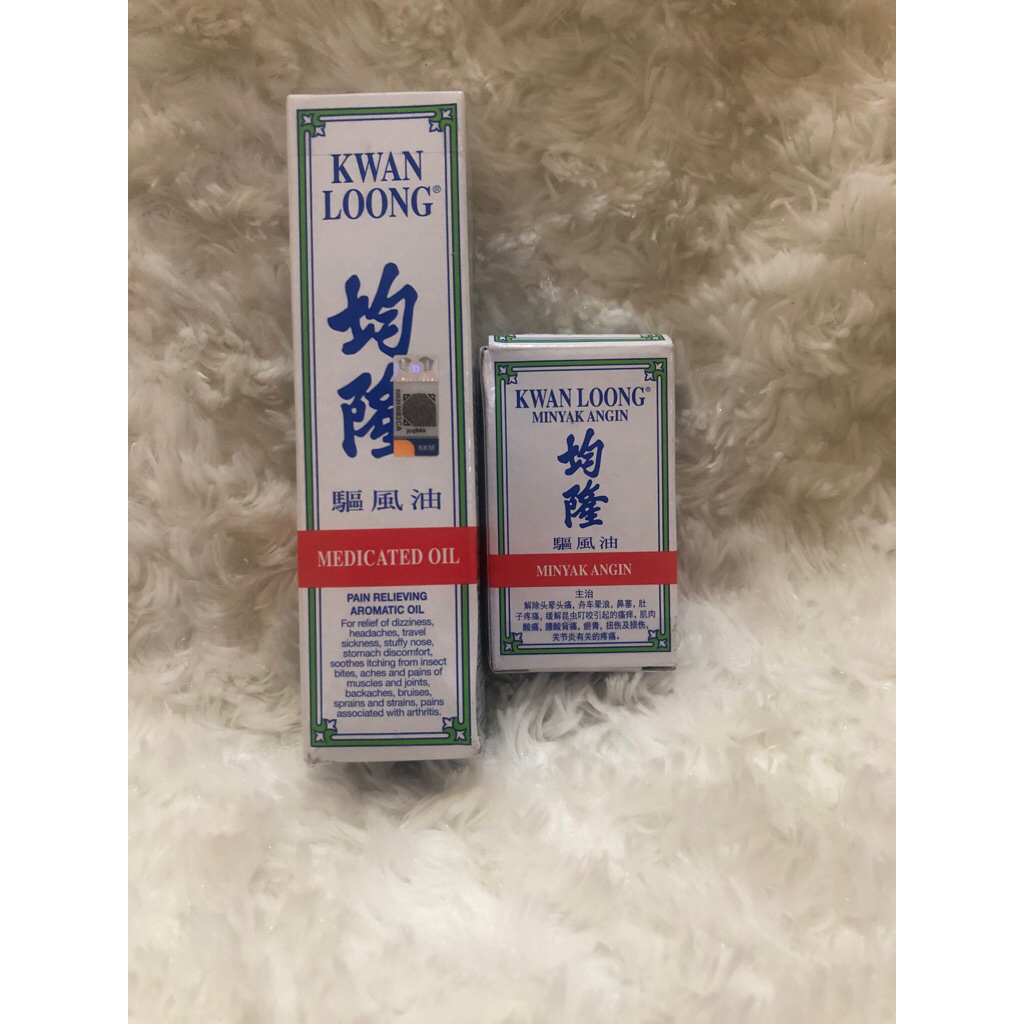 KWAN
LOONG®
均
隆
驅風油
MEDICATED OIL
PAIN RELIEVING
AROMATIC OIL
For relief of dizziness,
headaches, travel
sickness, stuffy nose,
stomach discomfort,
soothes itching from insect
bites, aches and pains of
muscles and joints,
backaches, bruises,
sprains and strains, pains
associated with arthritis.
KWAN LOONG®
MINYAK ANGIN
均
隆
驅風油
MINYAK ANGIN
主治
解除头晕头痛，舟车晕浪，鼻塞，肚
子疼痛，缓解昆虫叮咬引起的瘙痒，肌肉
酸痛，腰酸背痛，瘀青，扭伤及损伤，
关节炎有关的疼痛。